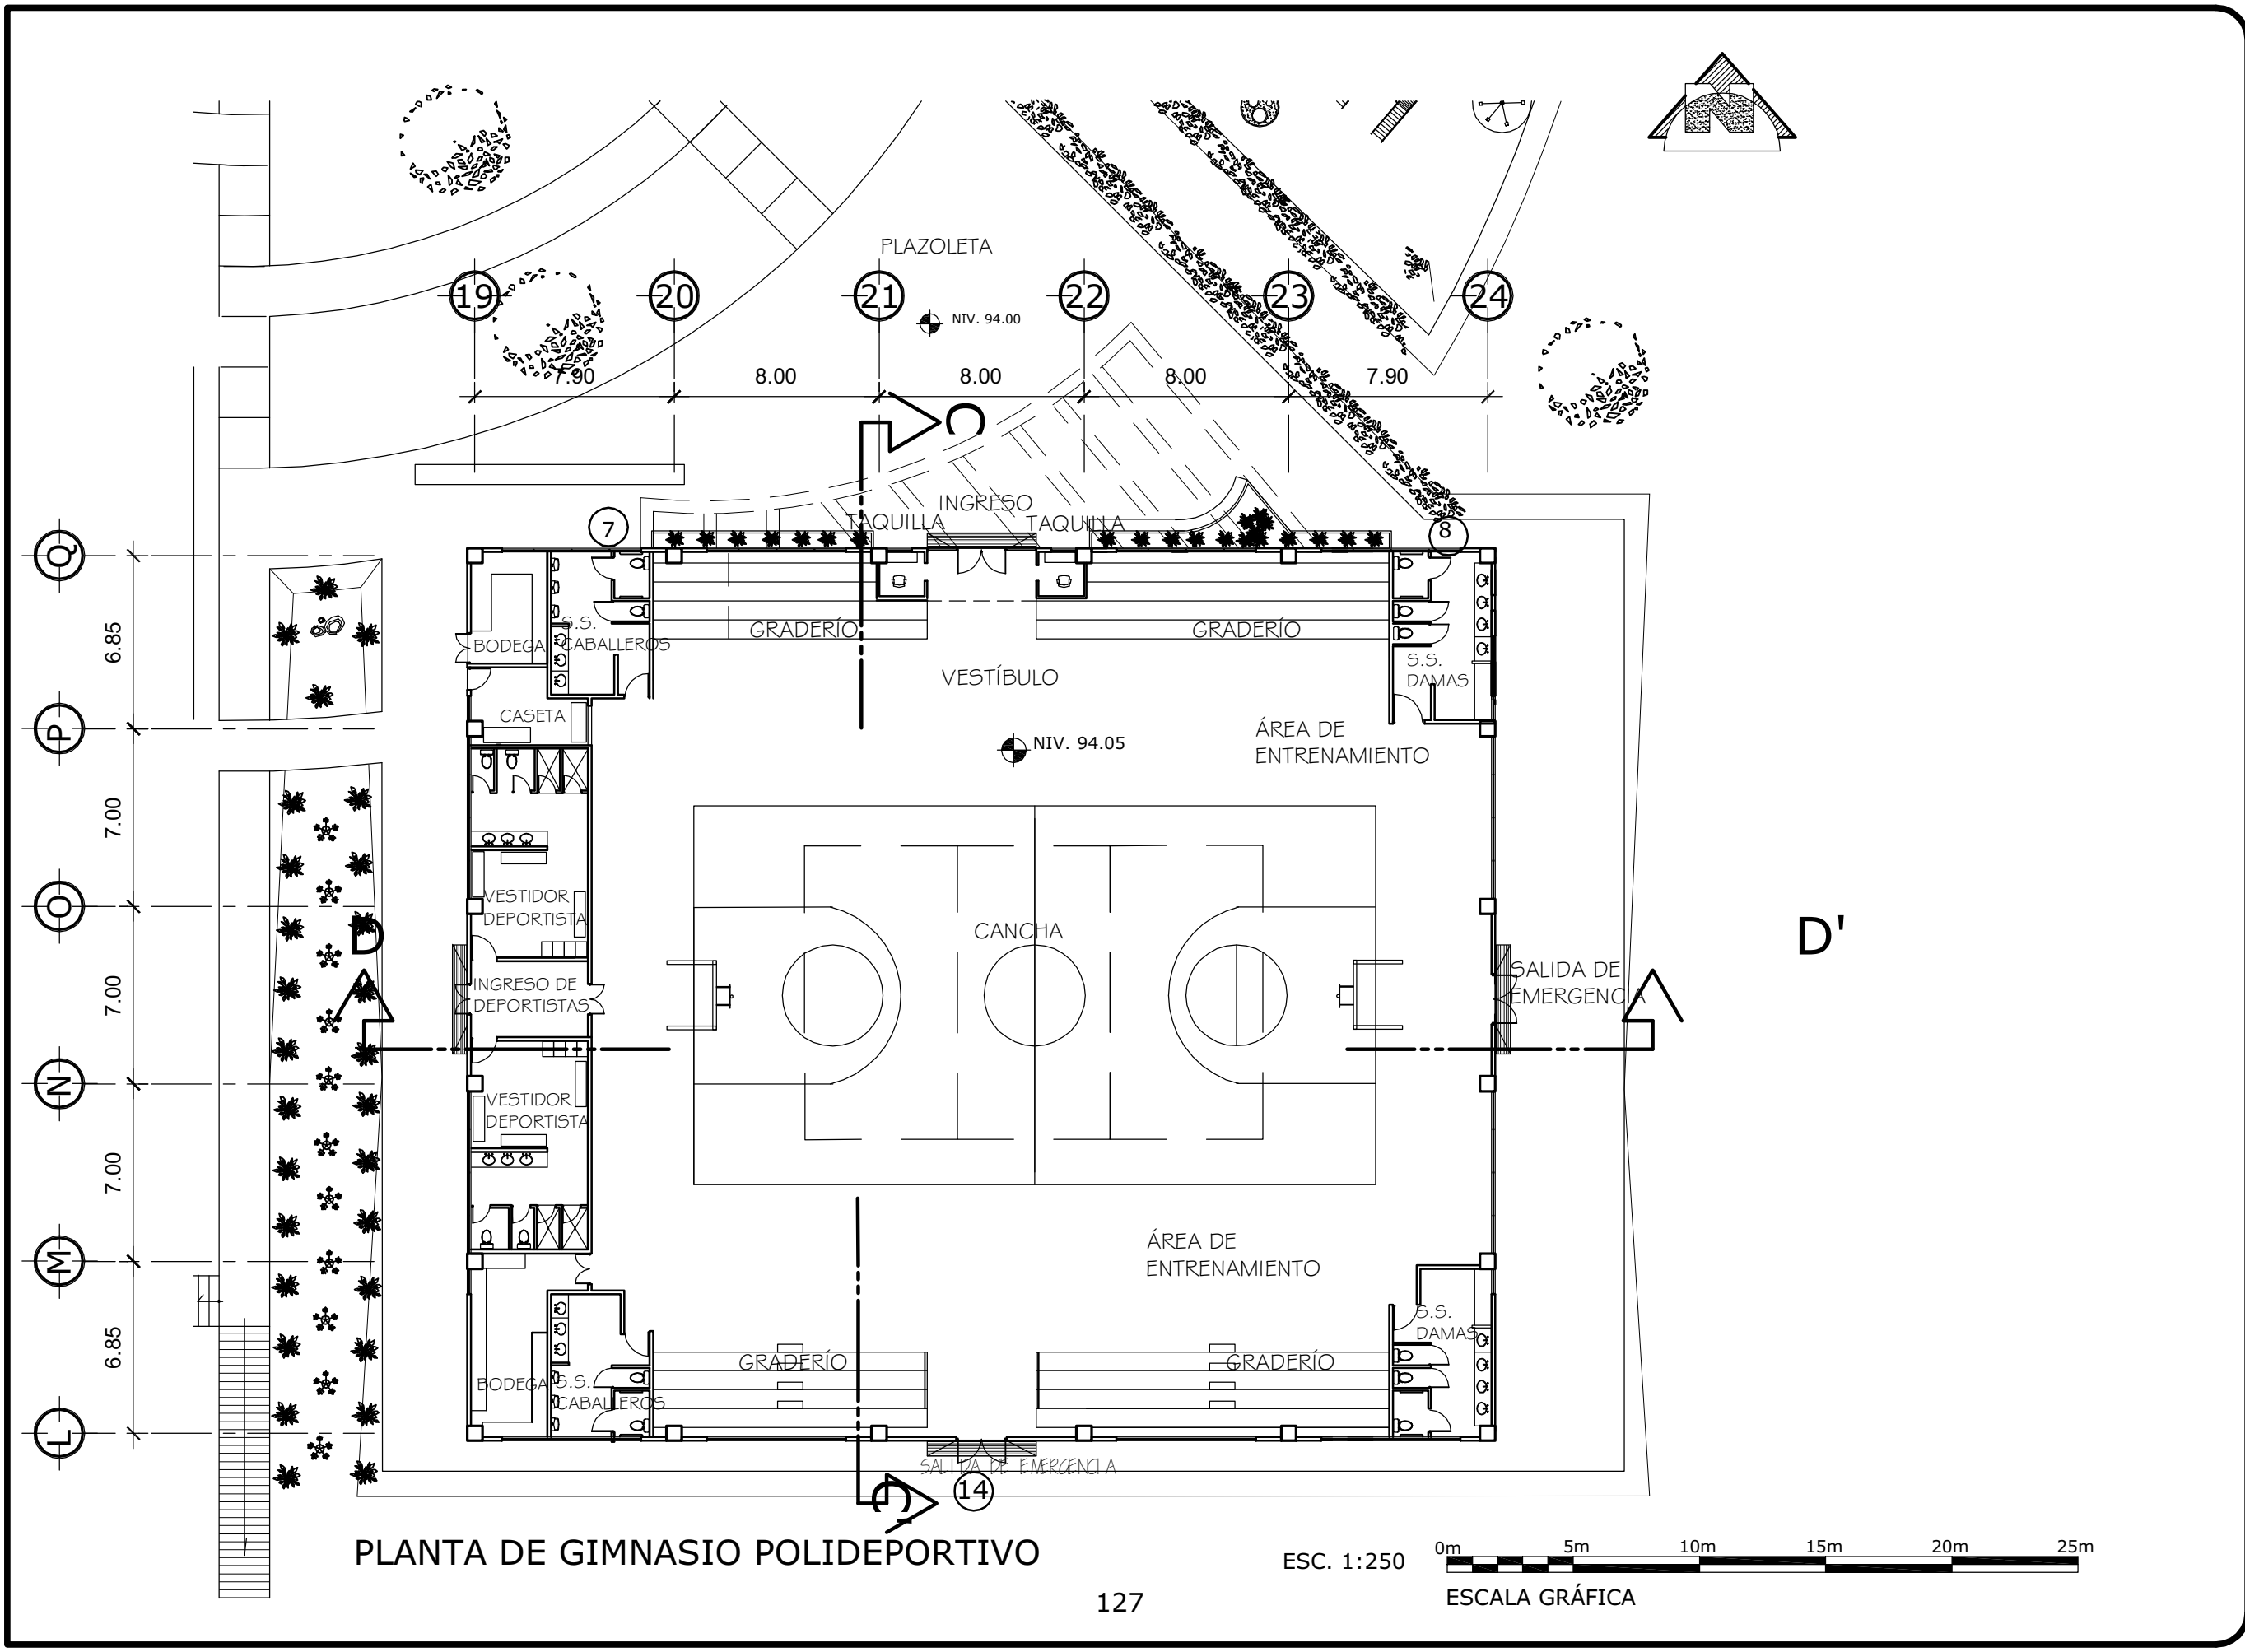 N
PLAZOLETA
19
20
21
22
23
24
NIV. 94.00
7.90
8.00
8.00
8.00
7.90
C
INGRESO
TAQUILLA
TAQUILLA
7
8
Q
6.85
BODEGA
S.S.
CABALLEROS
GRADERÍO
GRADERÍO
S.S.
DAMAS
VESTÍBULO
CASETA
P
ÁREA DE
ENTRENAMIENTO
NIV. 94.05
7.00
VESTIDOR
DEPORTISTA
O
D
CANCHA
D'
7.00
INGRESO DE
DEPORTISTAS
SALIDA DE
EMERGENCIA
N
VESTIDOR
DEPORTISTA
7.00
M
ÁREA DE
ENTRENAMIENTO
6.85
S.S.
DAMAS
GRADERÍO
GRADERÍO
BODEGA
S.S.
CABALLEROS
L
SALIDA DE EMERGENCIA
14
C'
PLANTA DE GIMNASIO POLIDEPORTIVO
ESC. 1:250
0m 5m 10m 15m 20m 25m
ESCALA GRÁFICA
127